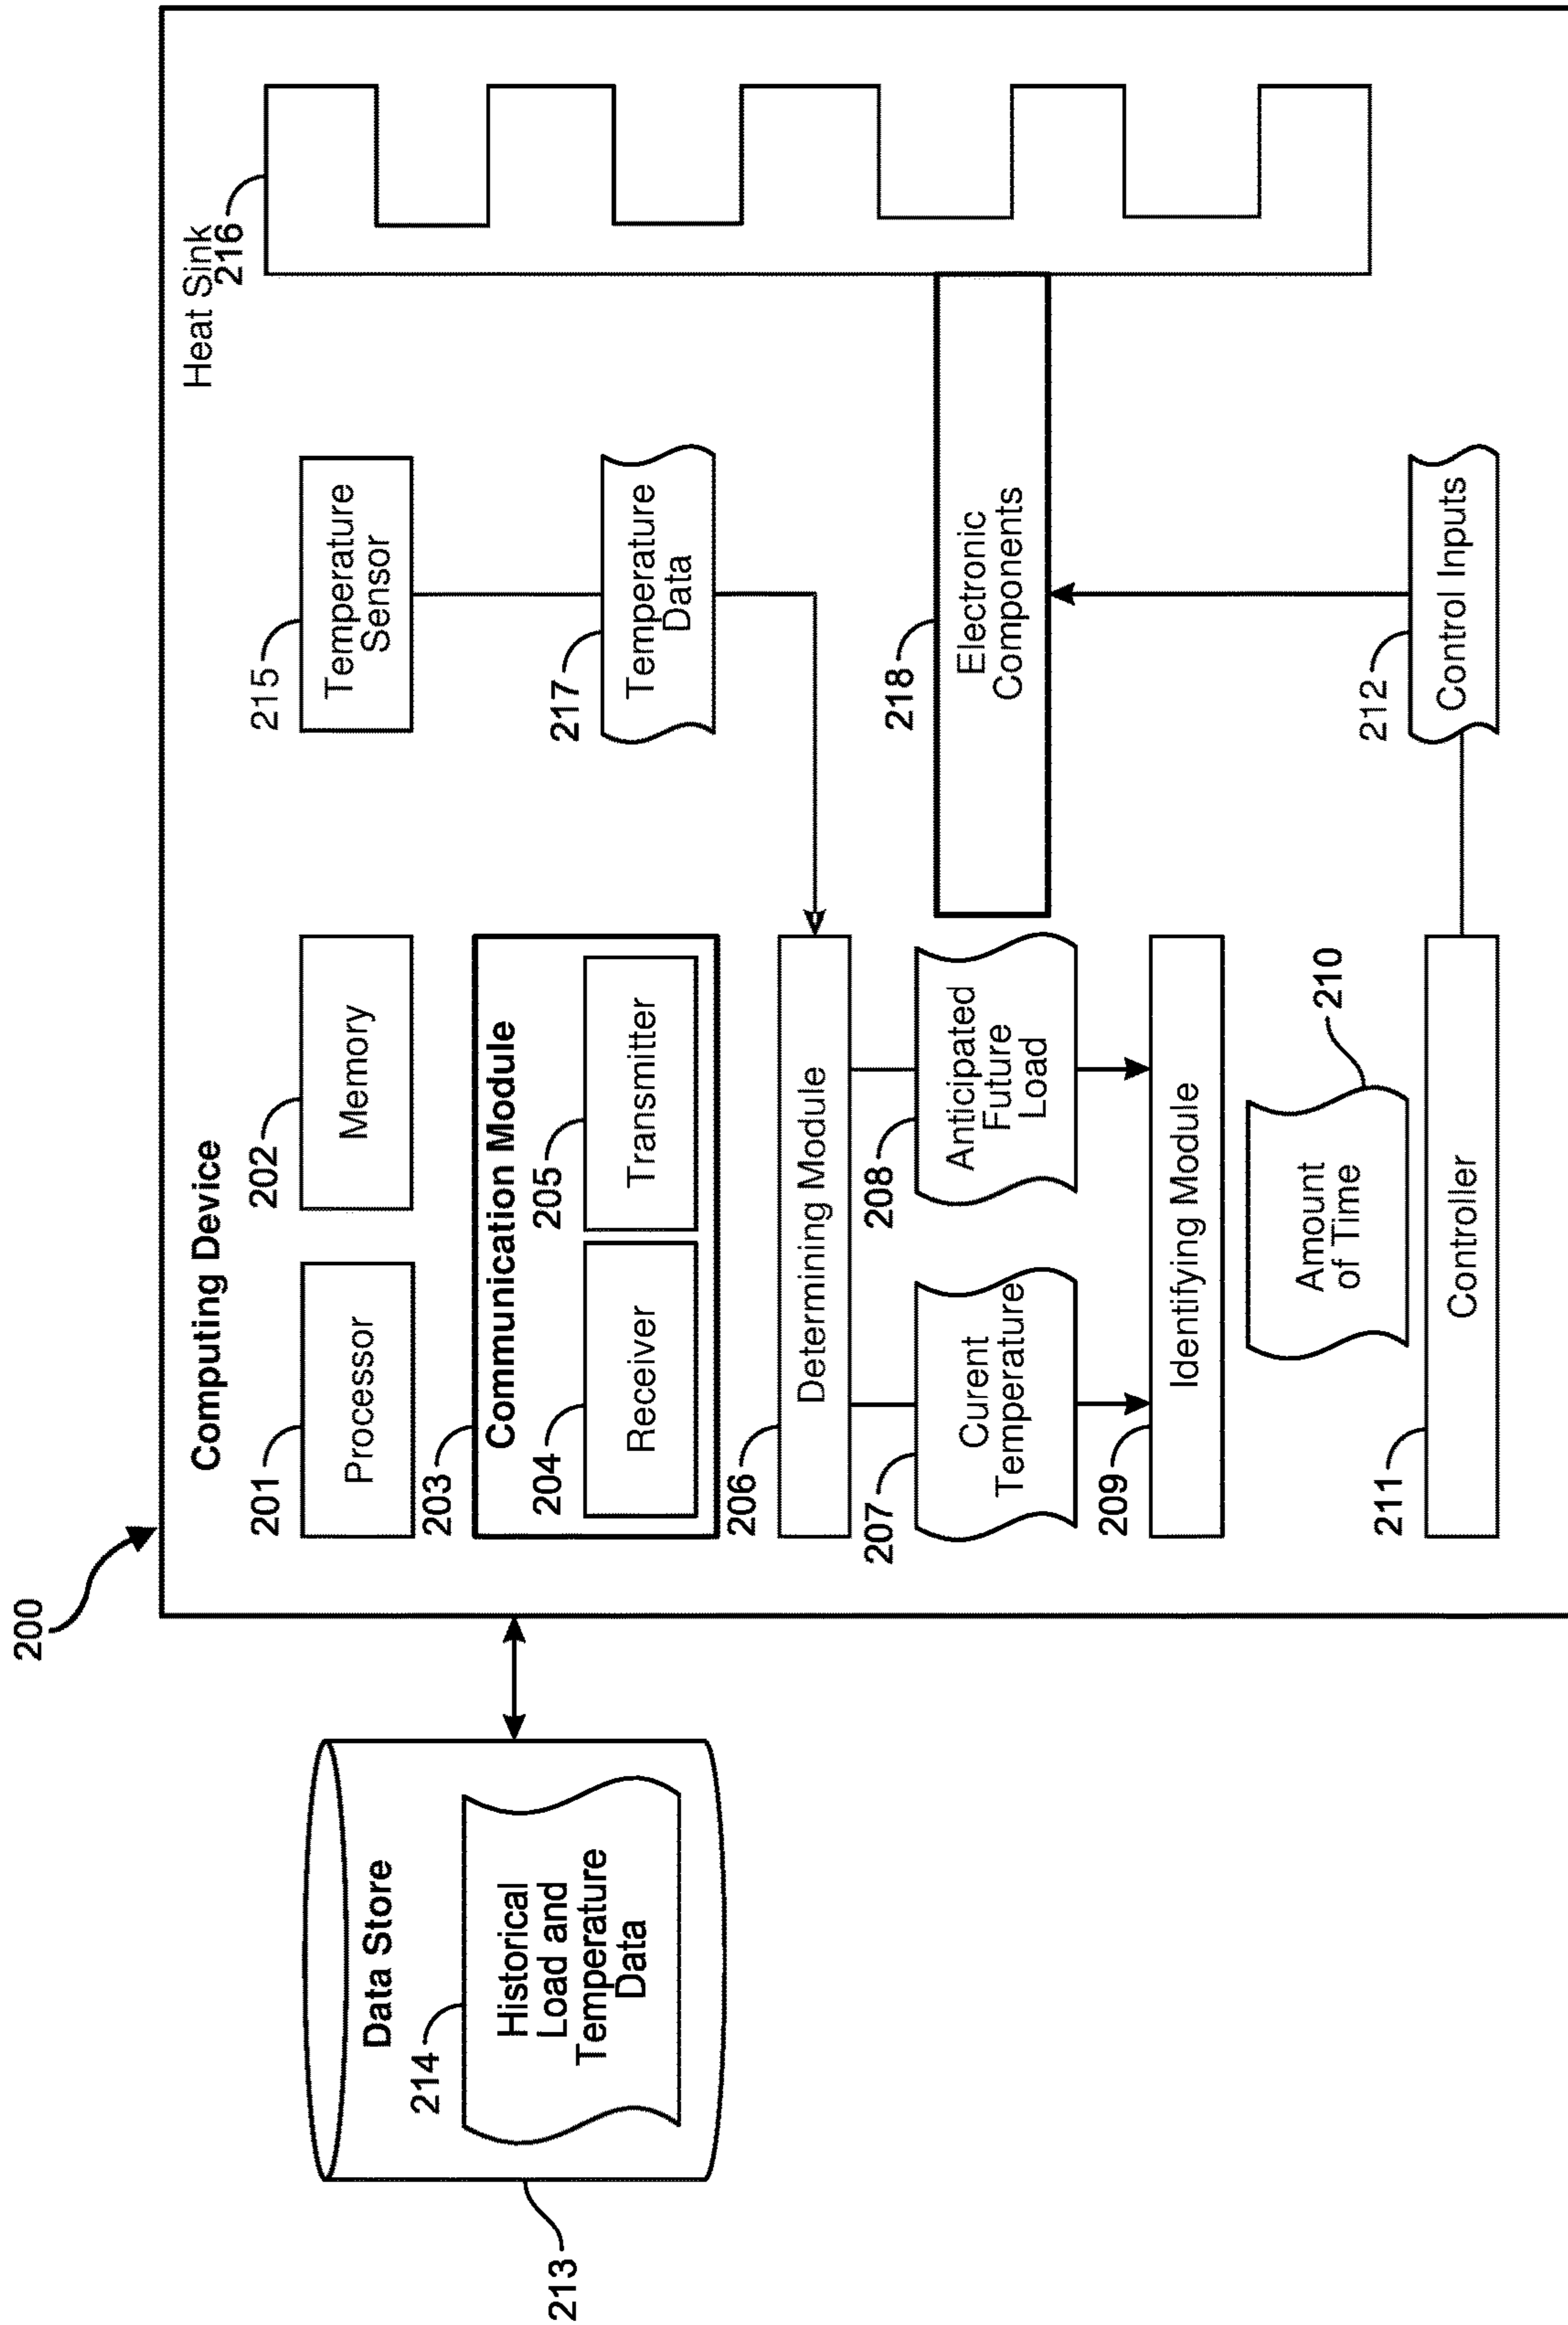 200
Computing Device
201
Processor
202
Memory
203
Communication Module
204
Receiver
205
Transmitter
206
Determining Module
207
Curent
Temperature
208
Anticipated
Future
Load
209
Identifying Module
210
Amount
of Time
211
Controller
212
Control Inputs
213
Data Store
214
Historical
Load and
Temperature
Data
215
Temperature
Sensor
Heat Sink
216
217
Temperature
Data
218
Electronic
Components